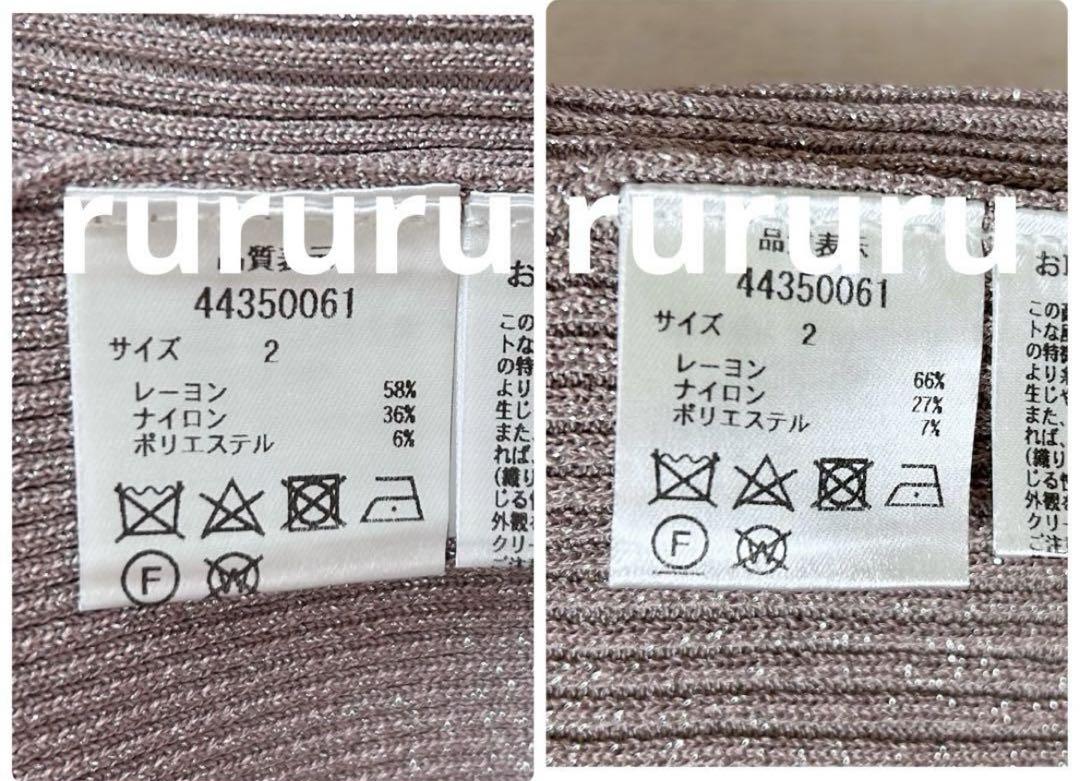 rururu rururu
品質表示
44350061
サイズ 2
レーヨン 58%
ナイロン 36%
ポリエステル 6%
F
W
お
この
トな
の特
より
生じ
また、
れば、
(織り
じる
外観
クリー
ご注
品質表示
44350061
サイズ 2
レーヨン 66%
ナイロン 27%
ポリエステル 7%
F
W
お
この
トな
の特
より
生じ
また、
れば、
(織り
じる
外観
クリー
ご注